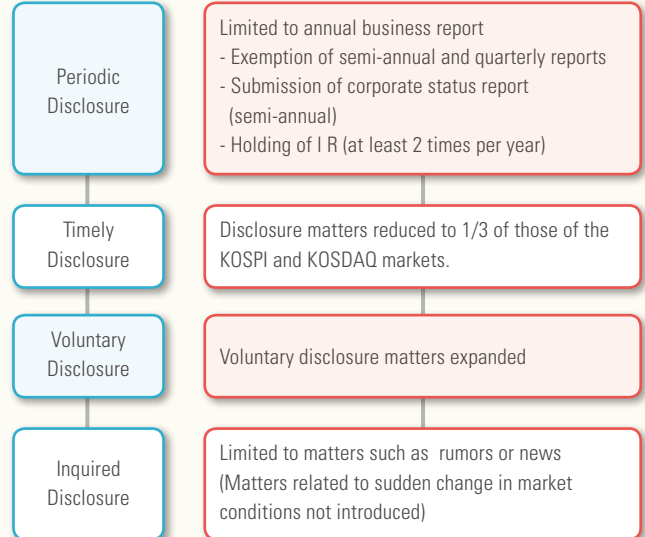 Periodic
Disclosure
Limited to annual business report
- Exemption of semi-annual and quarterly reports
- Submission of corporate status report
(semi-annual)
- Holding of I R (at least 2 times per year)
Timely
Disclosure
Disclosure matters reduced to 1/3 of those of the
KOSPI and KOSDAQ markets.
Voluntary
Disclosure
Voluntary disclosure matters expanded
Inquired
Disclosure
Limited to matters such as rumors or news
(Matters related to sudden change in market
conditions not introduced)